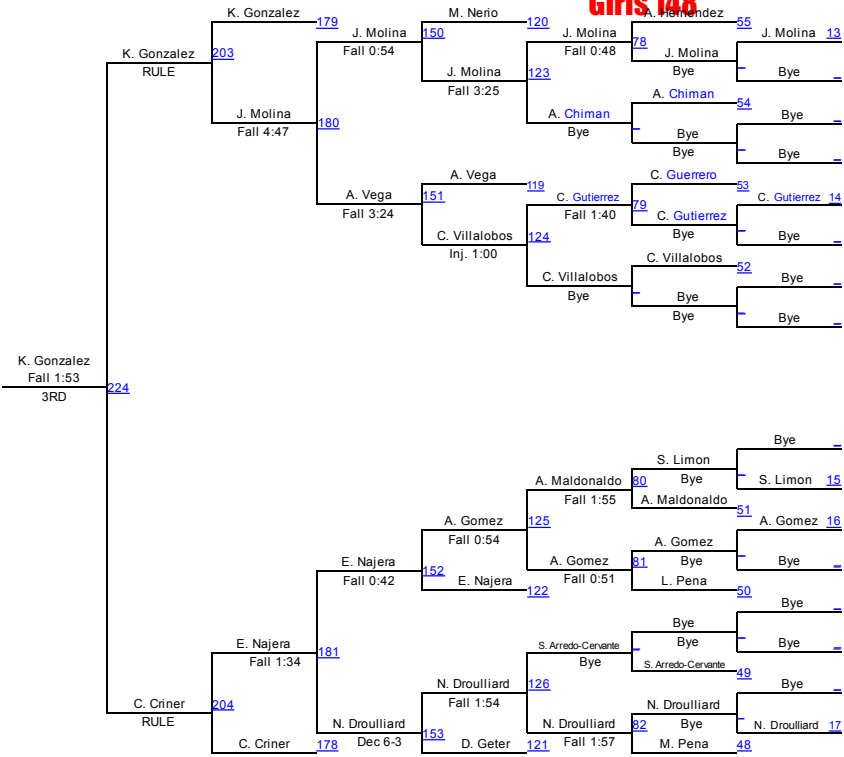 Girls 148
K. Gonzalez 179
M. Nerio 120
A. Hernendez 55
J. Molina 150
J. Molina
J. Molina 13
Fall 0:54
Fall 0:48
78
K. Gonzalez 203
J. Molina
RULE
J. Molina 123
Bye
Bye
Fall 3:25
A. Chiman 54
J. Molina 180
A. Chiman
Bye
Fall 4:47
Bye
Bye
Bye
Bye
A. Vega 119
C. Guerrero 53
A. Vega 151
C. Gutierrez 79
C. Gutierrez 14
Fall 3:24
Fall 1:40
C. Gutierrez
C. Villalobos 124
Bye
Bye
Inj. 1:00
C. Villalobos 52
C. Villalobos
Bye
Bye
Bye
Bye
Bye
K. Gonzalez
Fall 1:53
224
3RD
Bye
S. Limon
A. Maldonaldo 80
Bye
S. Limon 15
Fall 1:55
A. Maldonaldo 51
A. Gomez 125
A. Gomez 16
Fall 0:54
A. Gomez
E. Najera 152
A. Gomez 81
Bye
Bye
Fall 0:42
E. Najera 122
Fall 0:51
L. Pena 50
Bye
Bye
E. Najera 181
S. Arredo-Cervante
Bye
Bye
Fall 1:34
Bye
S. Arredo-Cervante 49
N. Droulliard 126
Bye
Fall 1:54
C. Criner 204
N. Droulliard
RULE
N. Droulliard 153
N. Droulliard 82
Bye
N. Droulliard 17
C. Criner 178
Dec 6-3
D. Geter 121
Fall 1:57
M. Pena 48